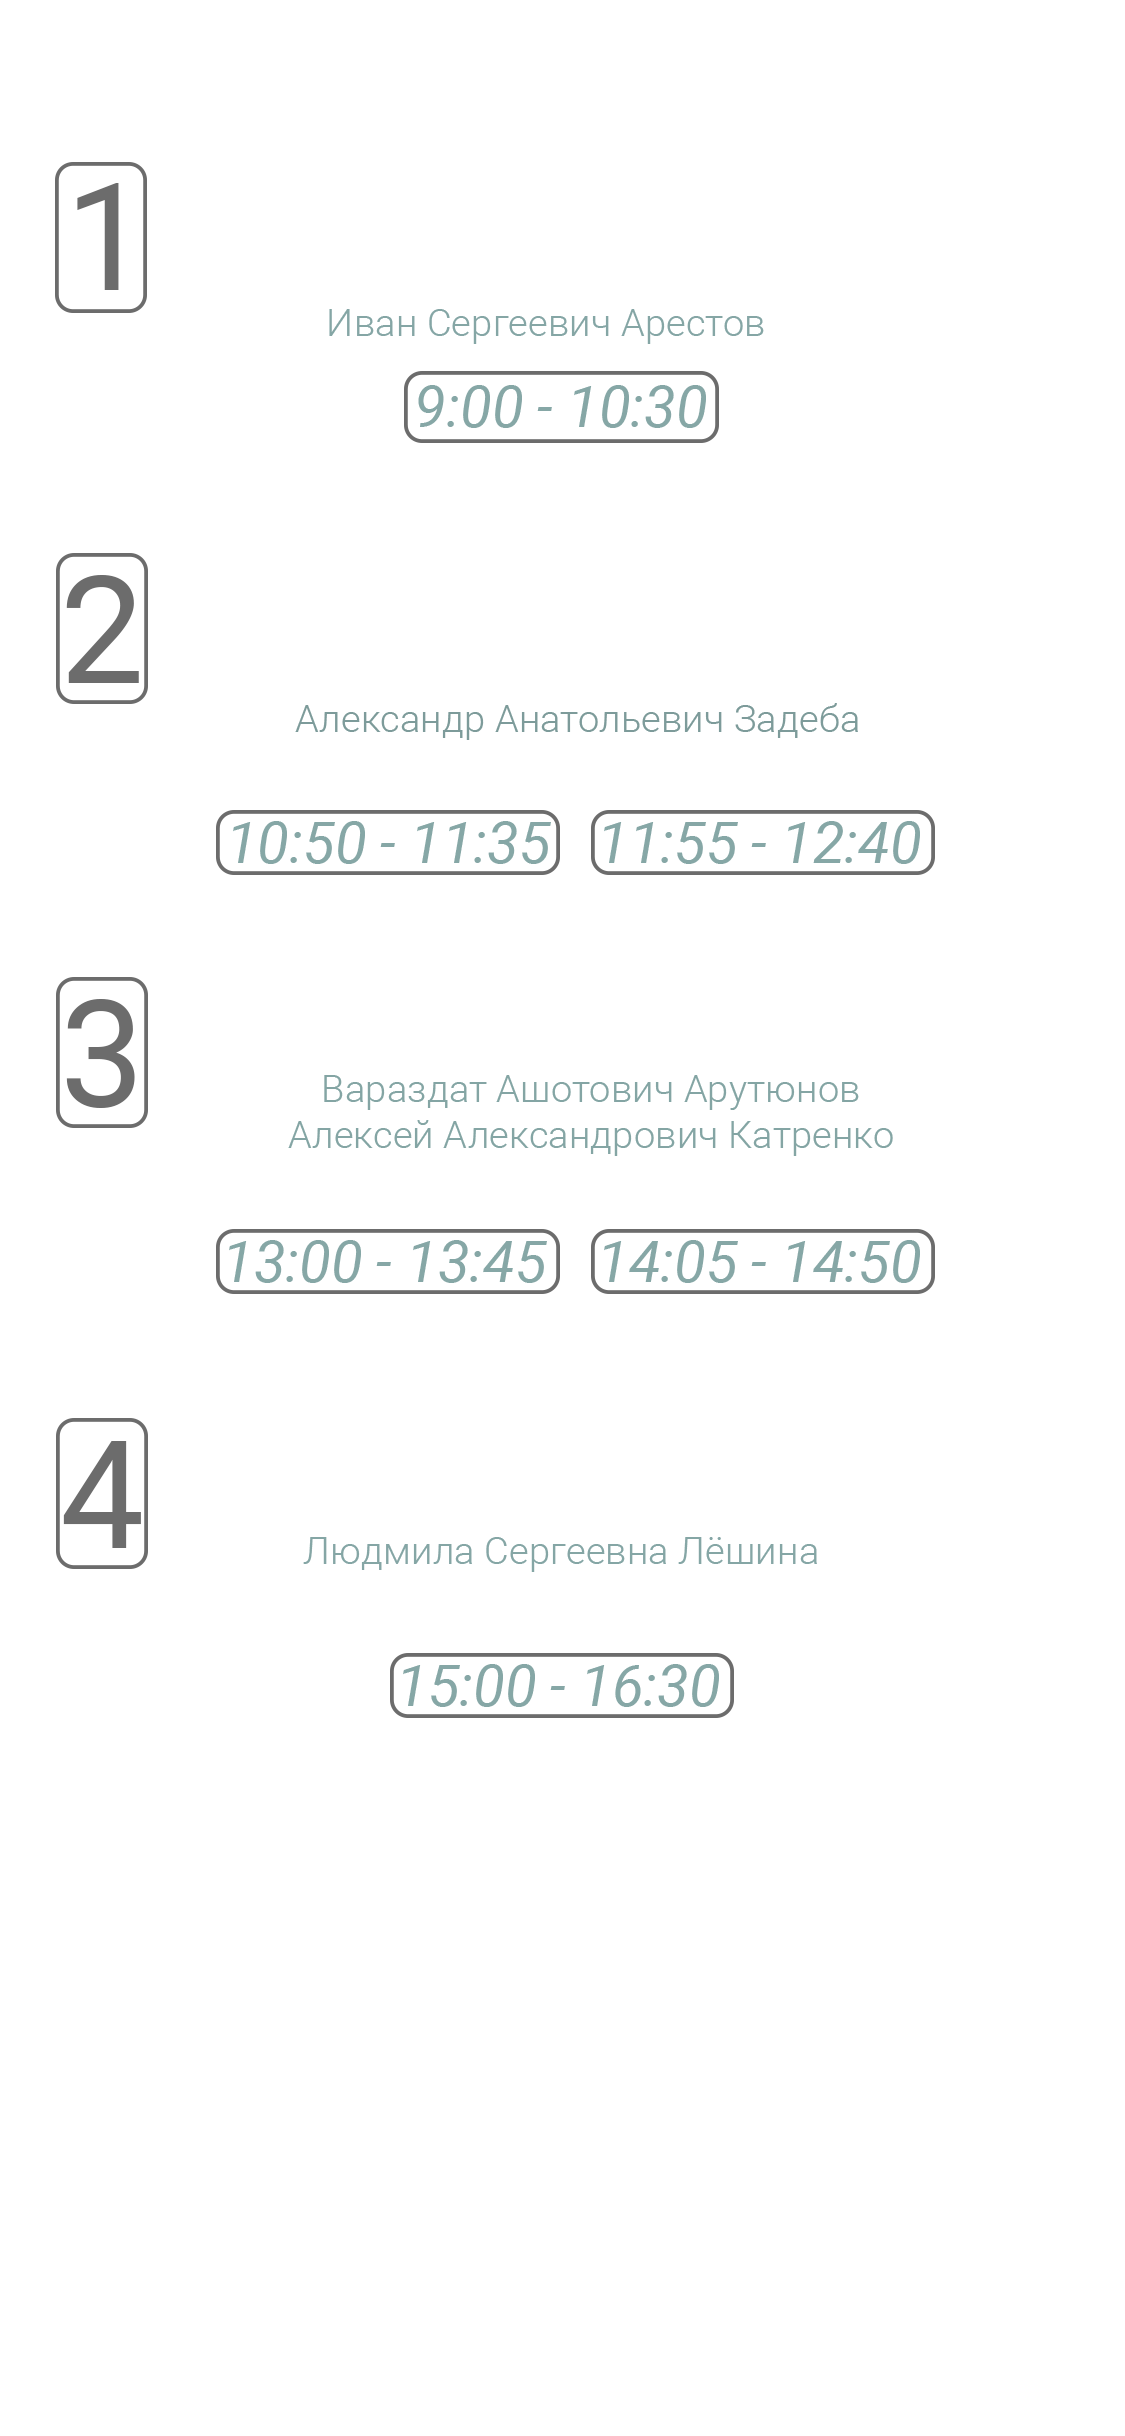 1
Иван Сергеевич Арестов
9:00 - 10:30
2
Александр Анатольевич Задеба
10:50 - 11:35 11:55 - 12:40
3
Вараздат Ашотович Арутюнов
Алексей Александрович Катренко
13:00 - 13:45 14:05 - 14:50
4
Людмила Сергеевна Лёшина
15:00 - 16:30